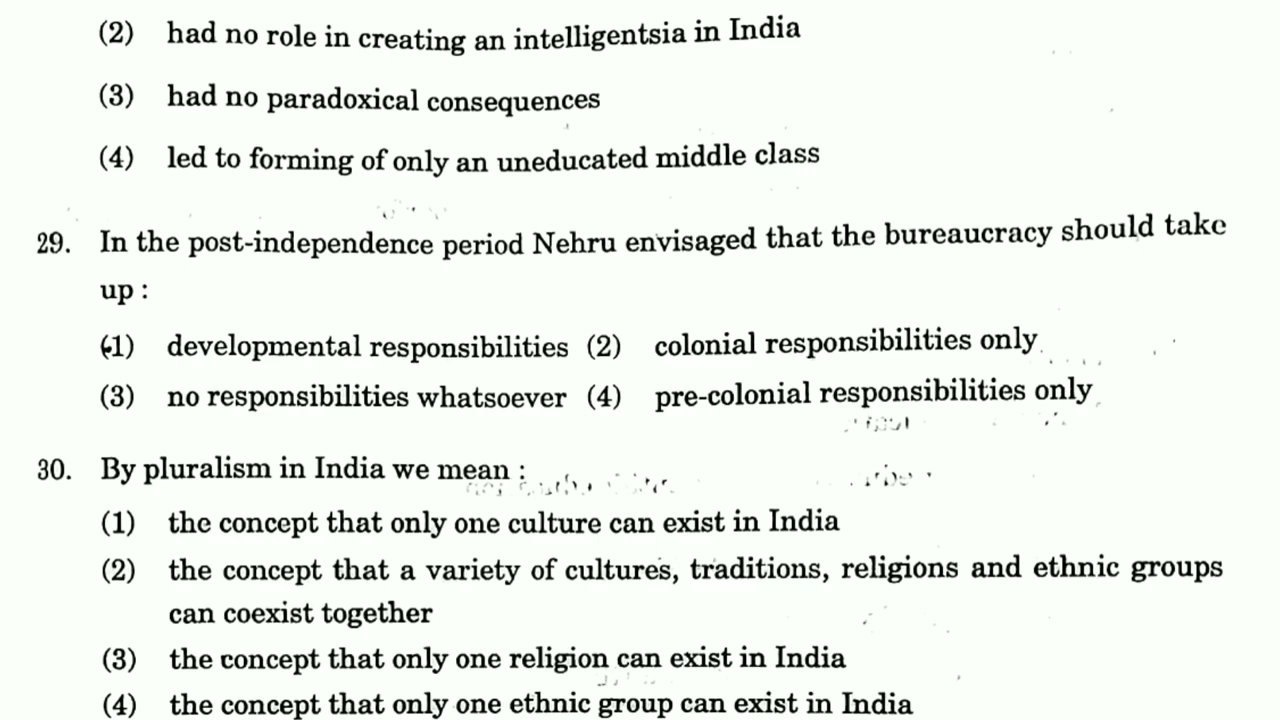 (2) had no role in creating an intelligentsia in India
(3) had no paradoxical consequences
(4) led to forming of only an uneducated middle class
29. In the post-independence period Nehru envisaged that the bureaucracy should take
up :
(1) developmental responsibilities (2) colonial responsibilities only
(3) no responsibilities whatsoever (4) pre-colonial responsibilities only
30. By pluralism in India we mean :
(1) the concept that only one culture can exist in India
(2) the concept that a variety of cultures, traditions, religions and ethnic groups
can coexist together
(3) the concept that only one religion can exist in India
(4) the concept that only one ethnic group can exist in India